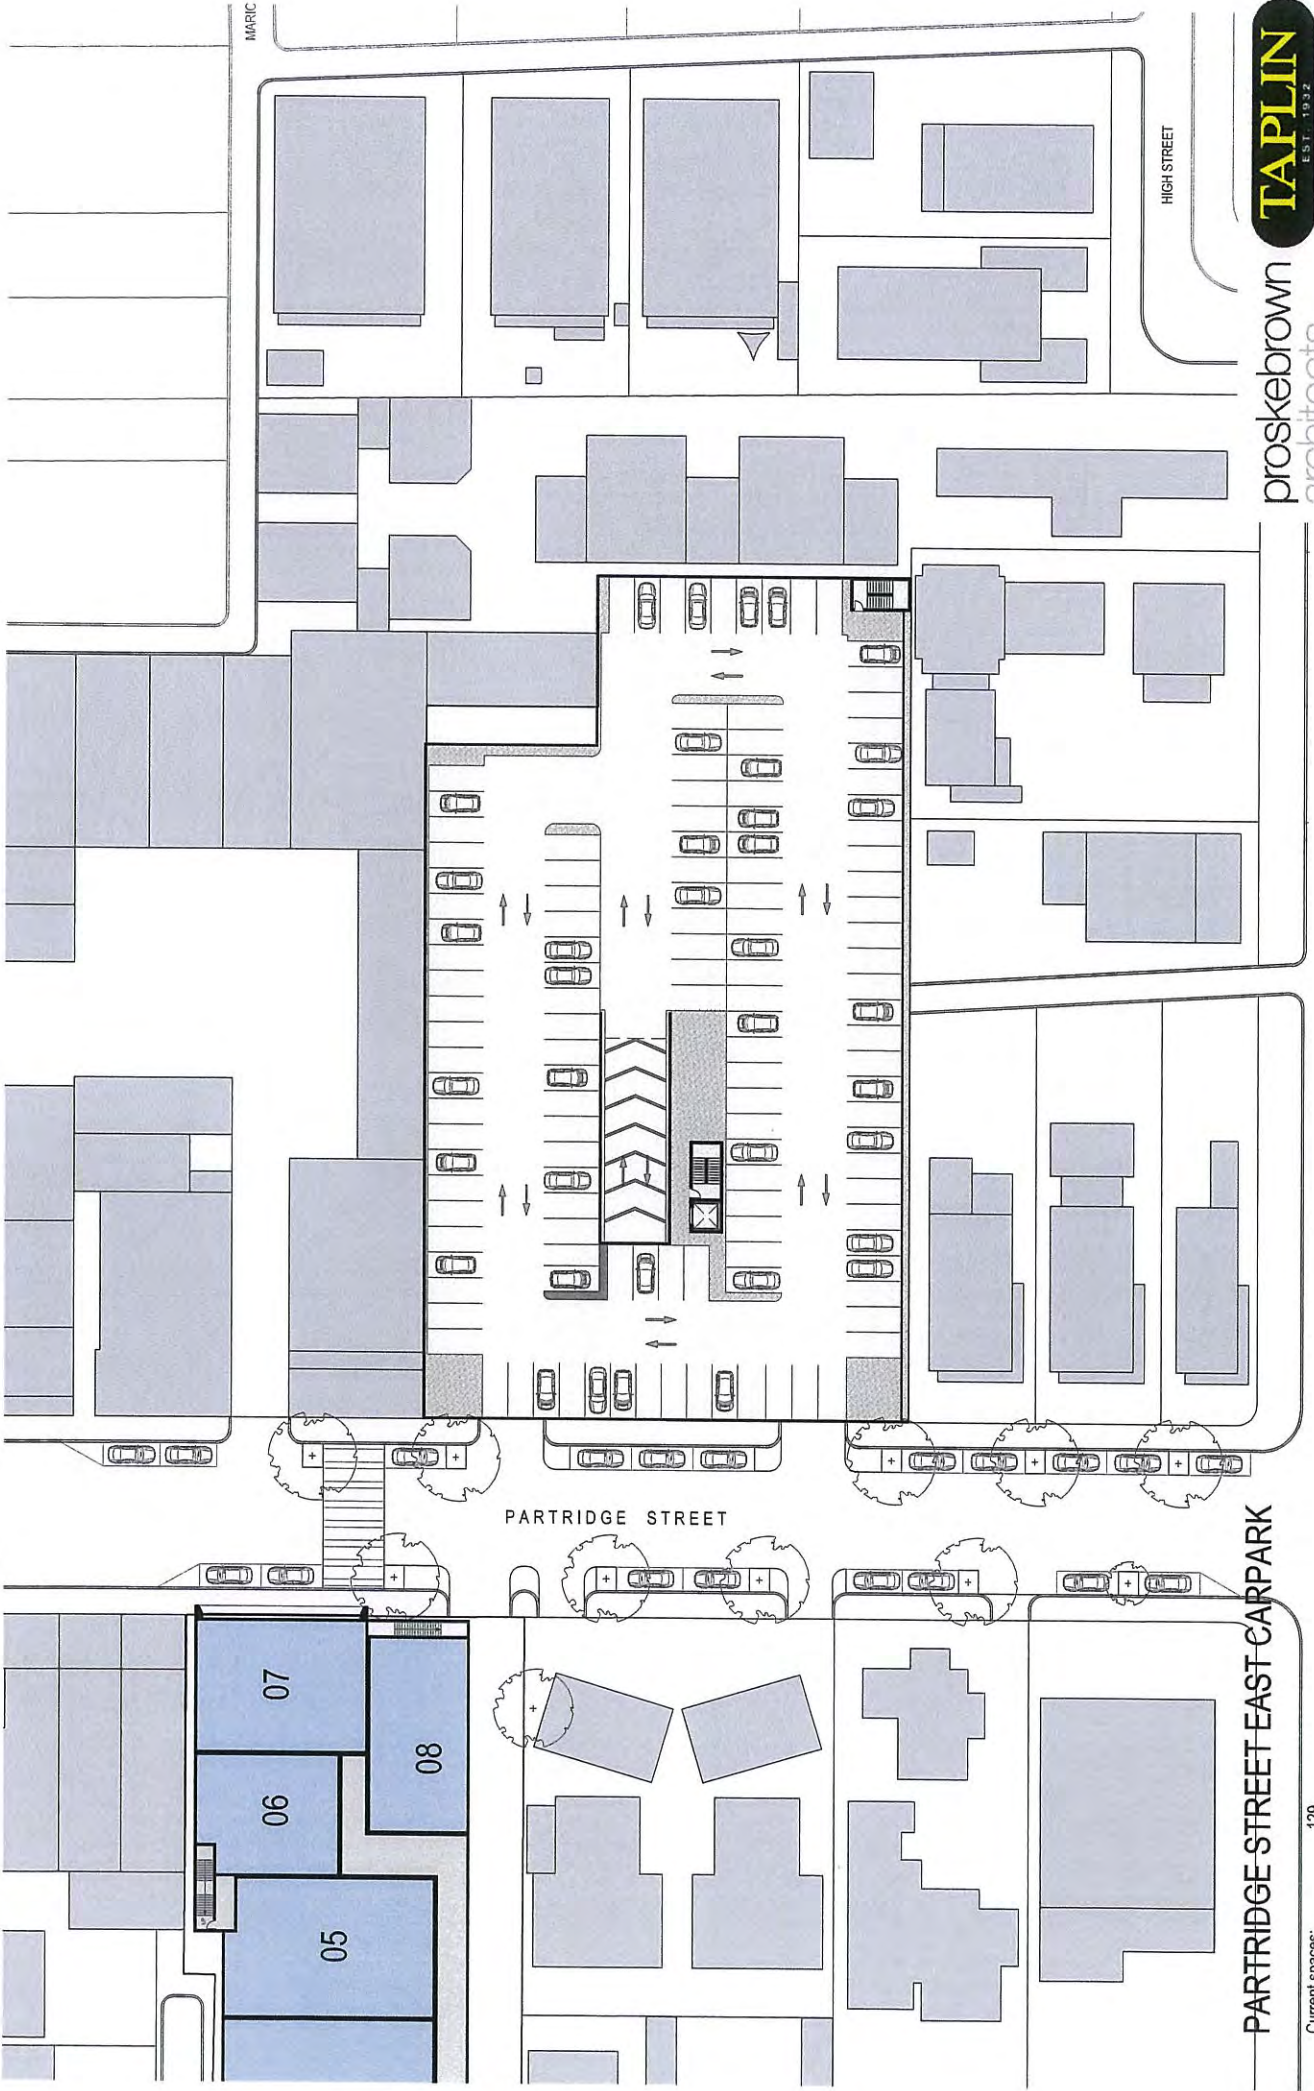 MARIC
HIGH STREET
PARTRIDGE STREET
07
06
08
05
PARTRIDGE STREET EAST CARPARK
Current spaces:
proskebrown
architects
TAPLIN
EST. 1932